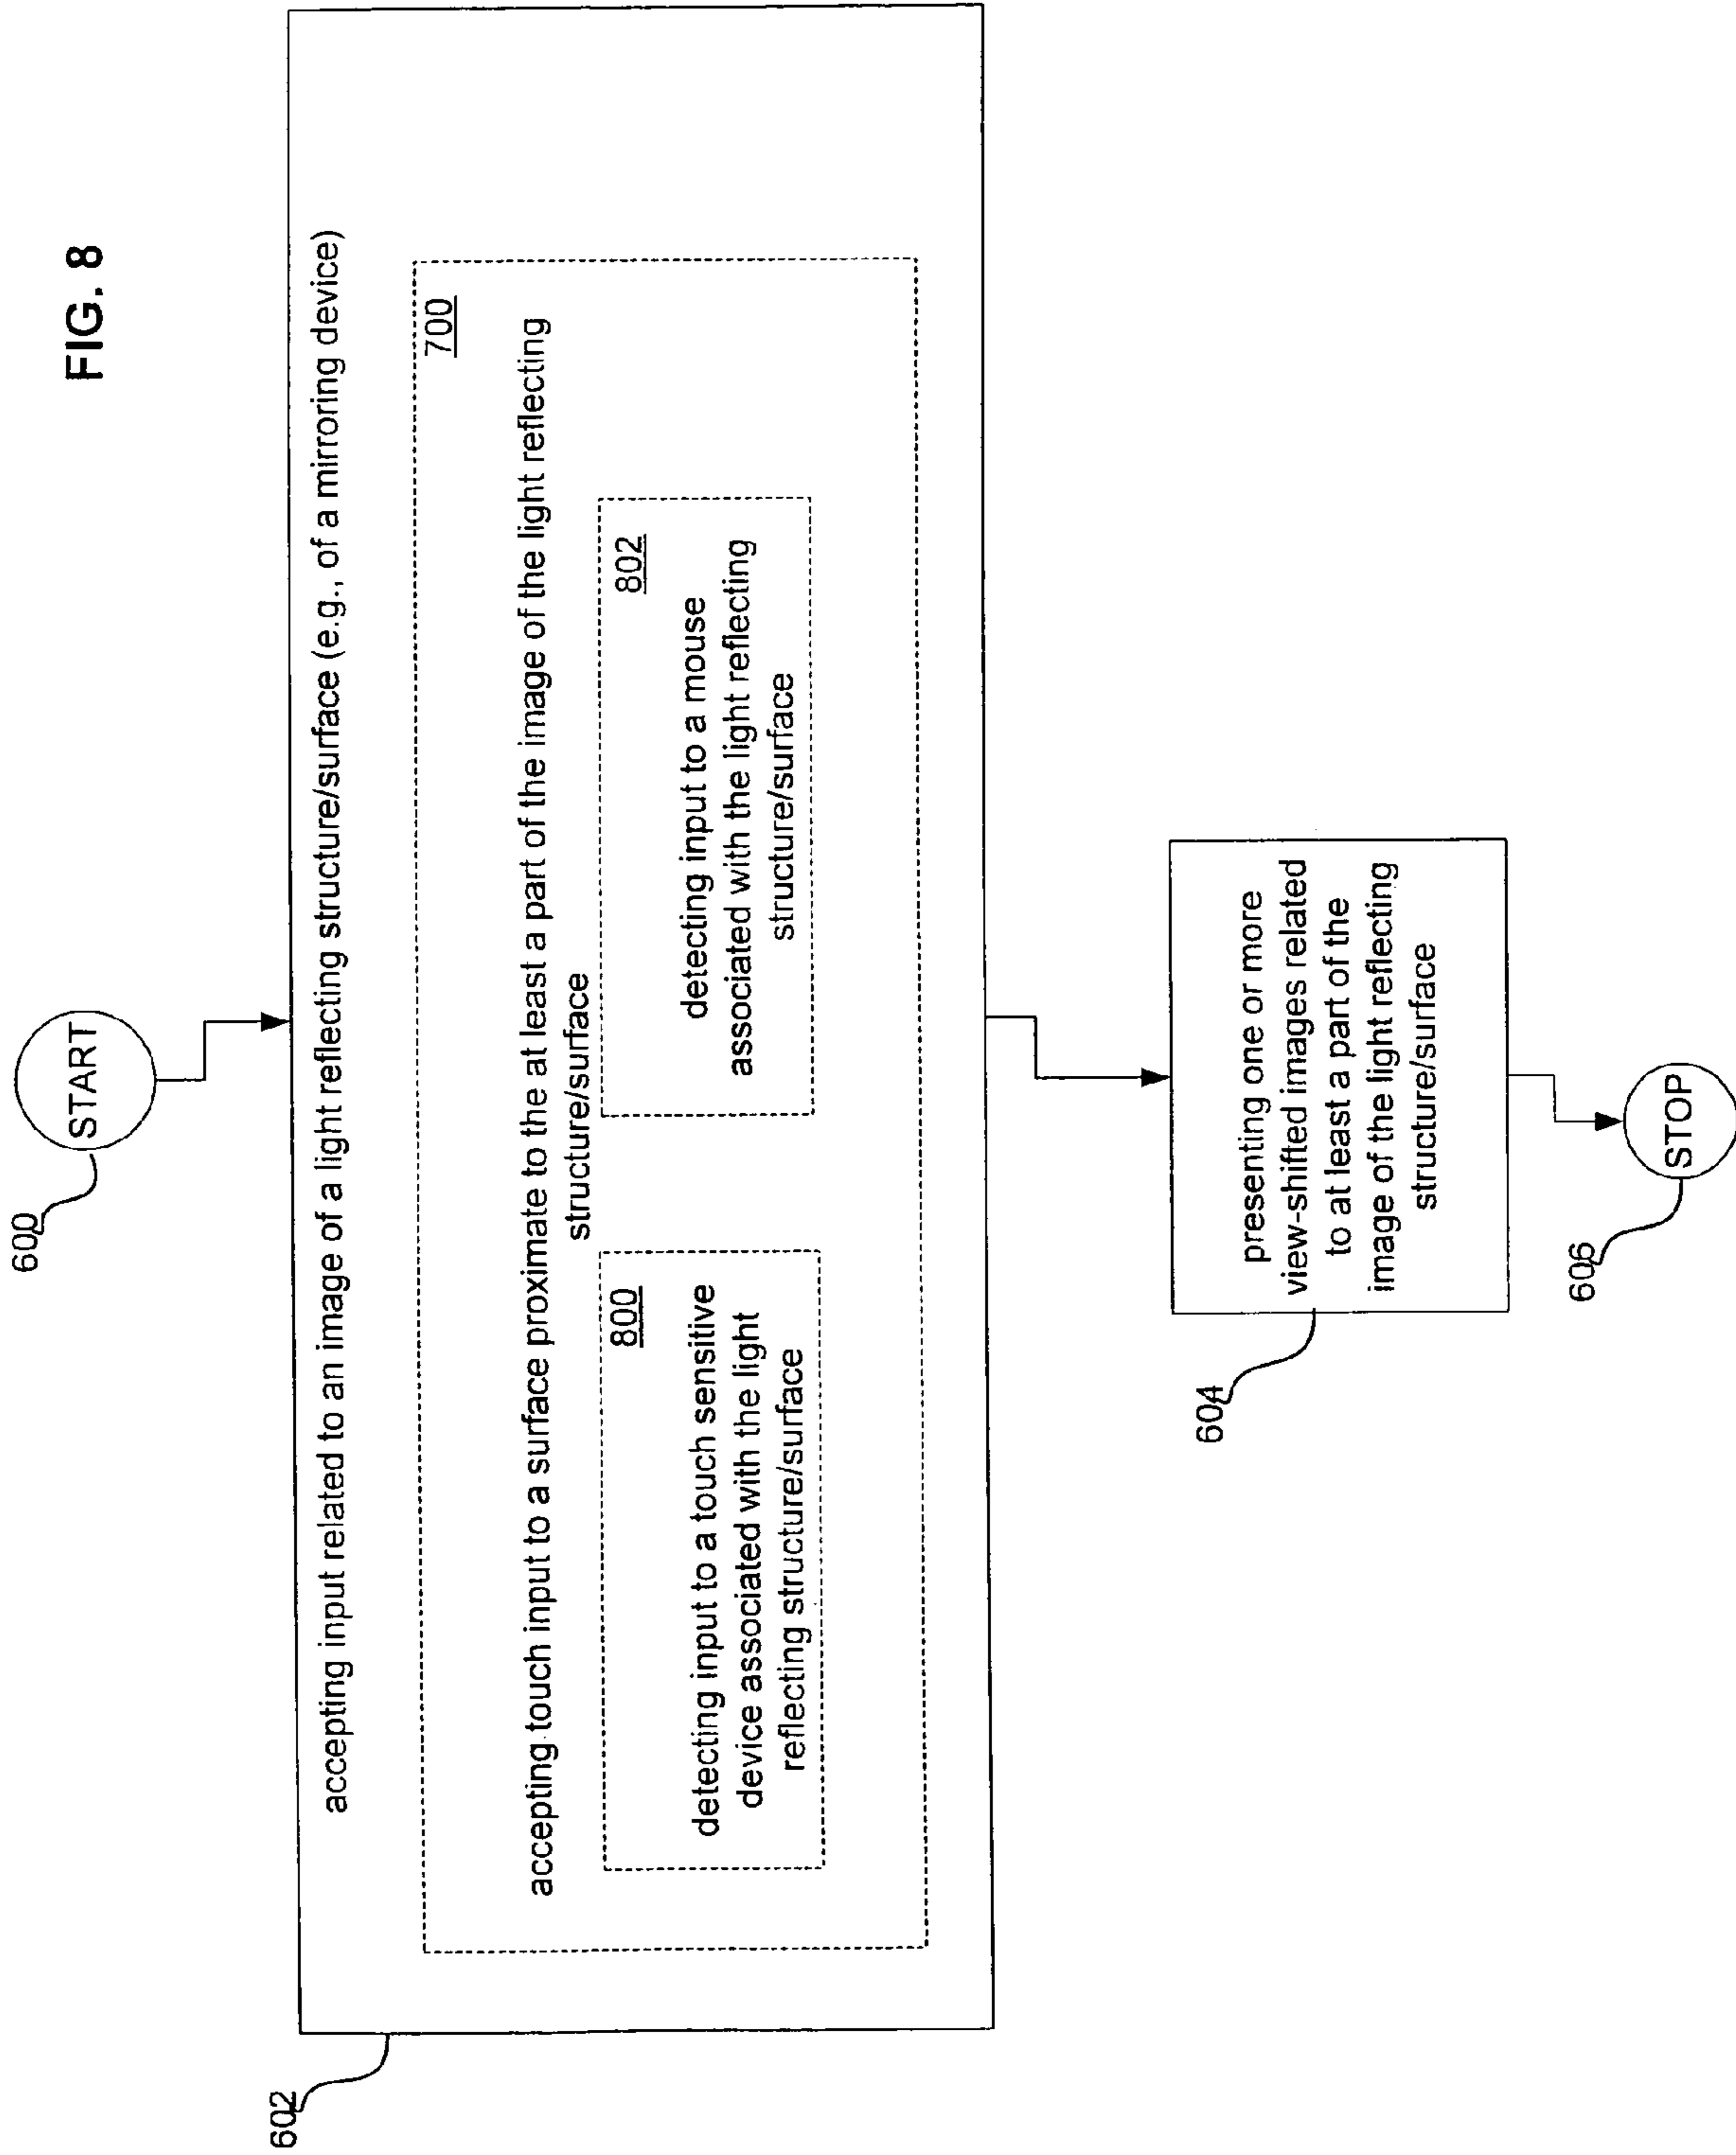 FIG. 8
600
START
602
accepting input related to an image of a light reflecting structure/surface (e.g., of a mirroring device)
700
accepting touch input to a surface proximate to the at least a part of the image of the light reflecting
structure/surface
800
detecting input to a touch sensitive
device associated with the light
reflecting structure/surface
802
detecting input to a mouse
associated with the light reflecting
structure/surface
604
presenting one or more
view-shifted images related
to at least a part of the
image of the light reflecting
structure/surface
606
STOP